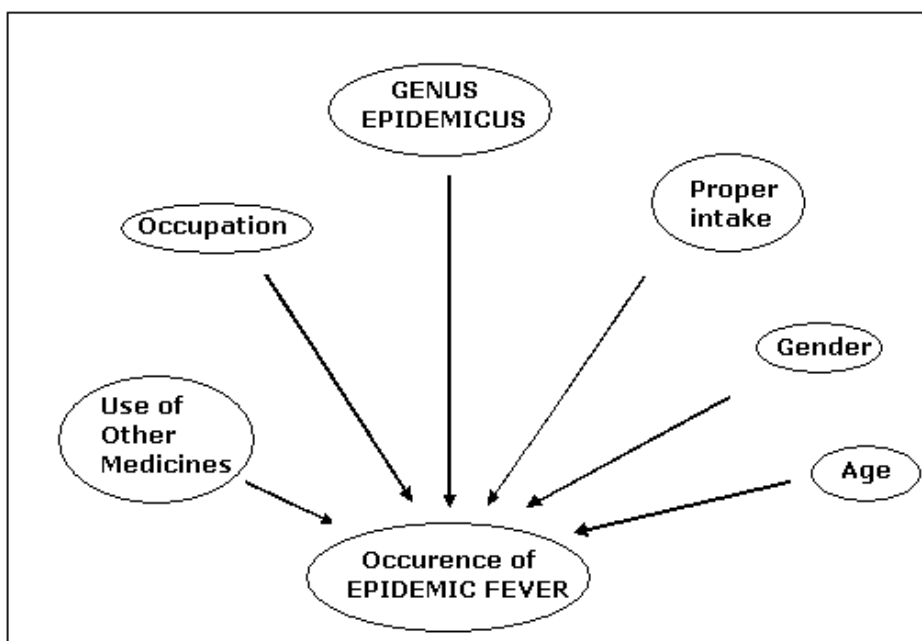 GENUS
EPIDEMICUS
Proper
intake
Occupation
Gender
Use of
Other
Medicines
Age
Occurence of
EPIDEMIC FEVER